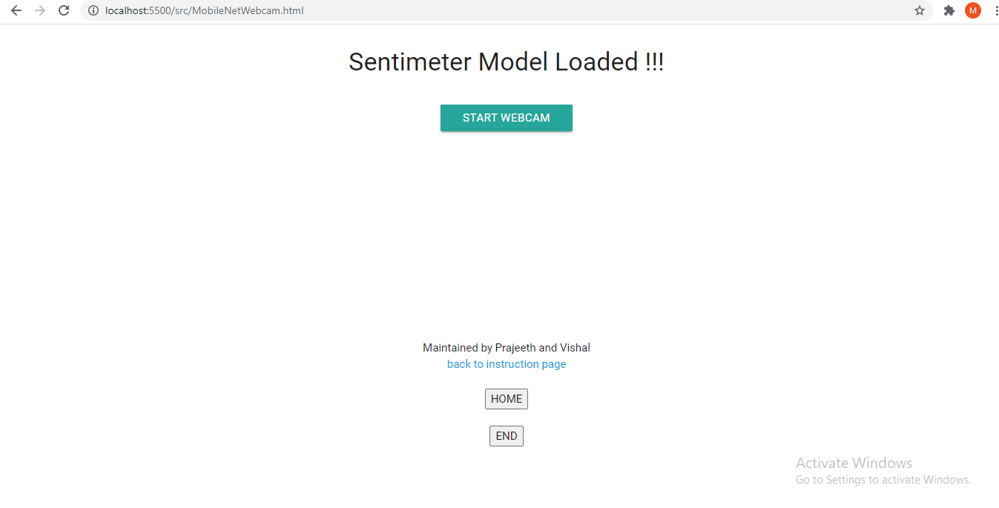 localhost:5500/src/MobileNetWebcam.html
M
Sentimeter Model Loaded !!!
START WEBCAM
Maintained by Prajeeth and Vishal
back to instruction page
HOME
END
Activate Windows
Go to Settings to activate Windows.